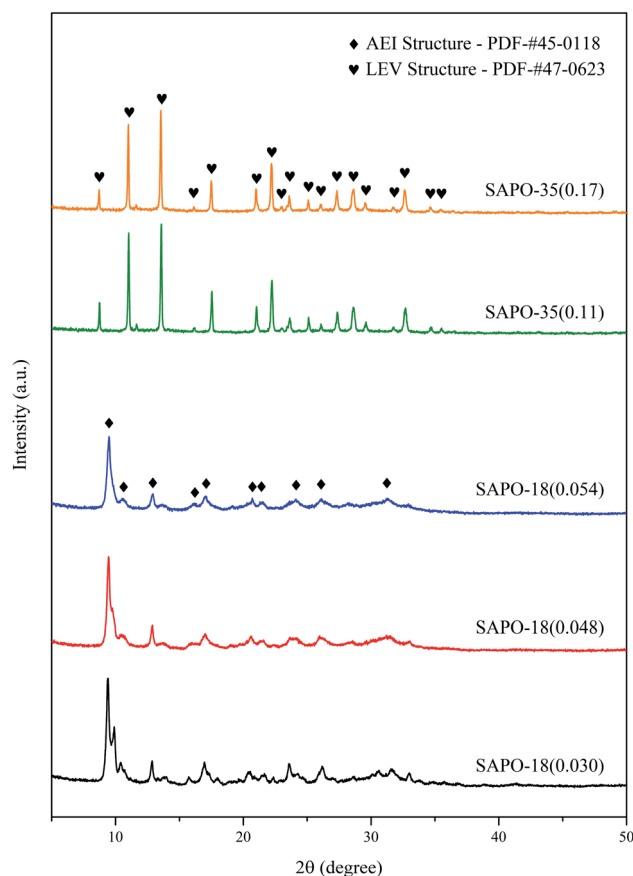 ♦ AEI Structure - PDF-#45-0118
♥ LEV Structure - PDF-#47-0623
SAPO-35(0.17)
SAPO-35(0.11)
SAPO-18(0.054)
SAPO-18(0.048)
SAPO-18(0.030)
Intensity (a.u.)
10 20 30 40 50
2θ (degree)